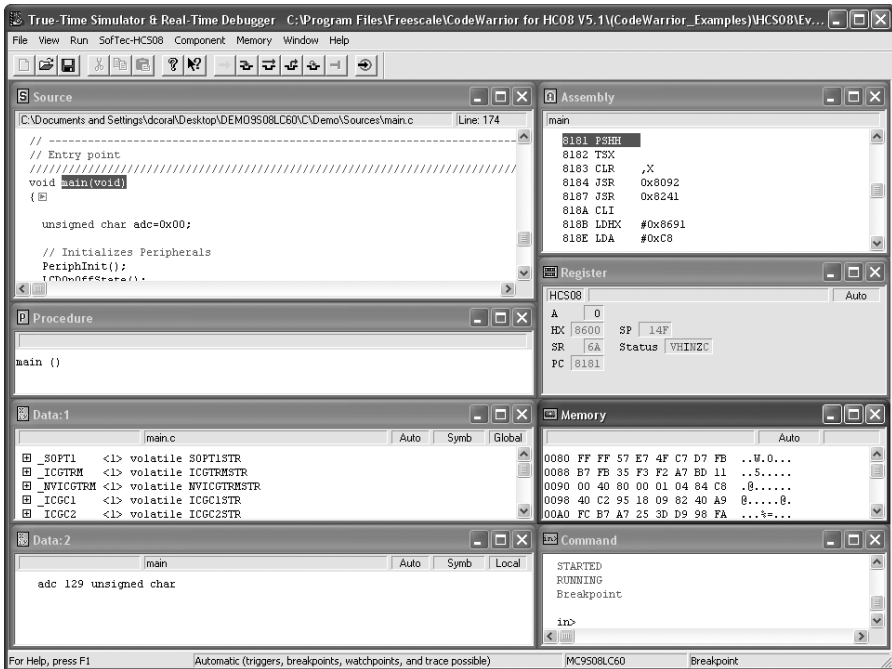 True-Time Simulator & Real-Time Debugger C:\Program Files\Freescale\CodeWarrior for HC08 V5.1\(CodeWarrior_Examples)\HCS08\Ev...
File View Run SofTec-HCS08 Component Memory Window Help
Source
C:\Documents and Settings\dcoral\Desktop\DEMO9S08LC60\C\Demo\Sources\main.c Line: 174
// Entry point
void main(void)
{
unsigned char adc=0x00;
// Initializes Peripherals
PeriphInit();
LCDOnOffState();
Assembly
main
8181 PSHH
8182 TSX
8183 CLR ,X
8184 JSR 0x8092
8187 JSR 0x8241
818A CLI
818B LDHX #0x8691
818E LDA #0xC8
Register
HCS08 Auto
A 0
HX 8600 SP 14F
SR 6A Status VHINZC
PC 8181
Procedure
main ()
Data:1
main.c Auto Symb Global
_SOPT1 <1> volatile SOPT1STR
_ICGTRM <1> volatile ICGTRMSTR
_NVICGTRM <1> volatile NVICGTRMSTR
_ICGC1 <1> volatile ICGC1STR
_ICGC2 <1> volatile ICGC2STR
Memory
Auto
0080 FF FF 57 E7 4F C7 D7 FB ..W.O...
0088 B7 FB 35 F3 F2 A7 BD 11 ..5.....
0090 00 40 80 00 01 04 84 C8 .@......
0098 40 C2 95 18 09 82 40 A9 @.....@.
00A0 FC B7 A7 25 3D D9 98 FA ...%=...
Data:2
main Auto Symb Local
adc 129 unsigned char
Command
STARTED
RUNNING
Breakpoint
in>
For Help, press F1 Automatic (triggers, breakpoints, watchpoints, and trace possible) MC9S08LC60 Breakpoint